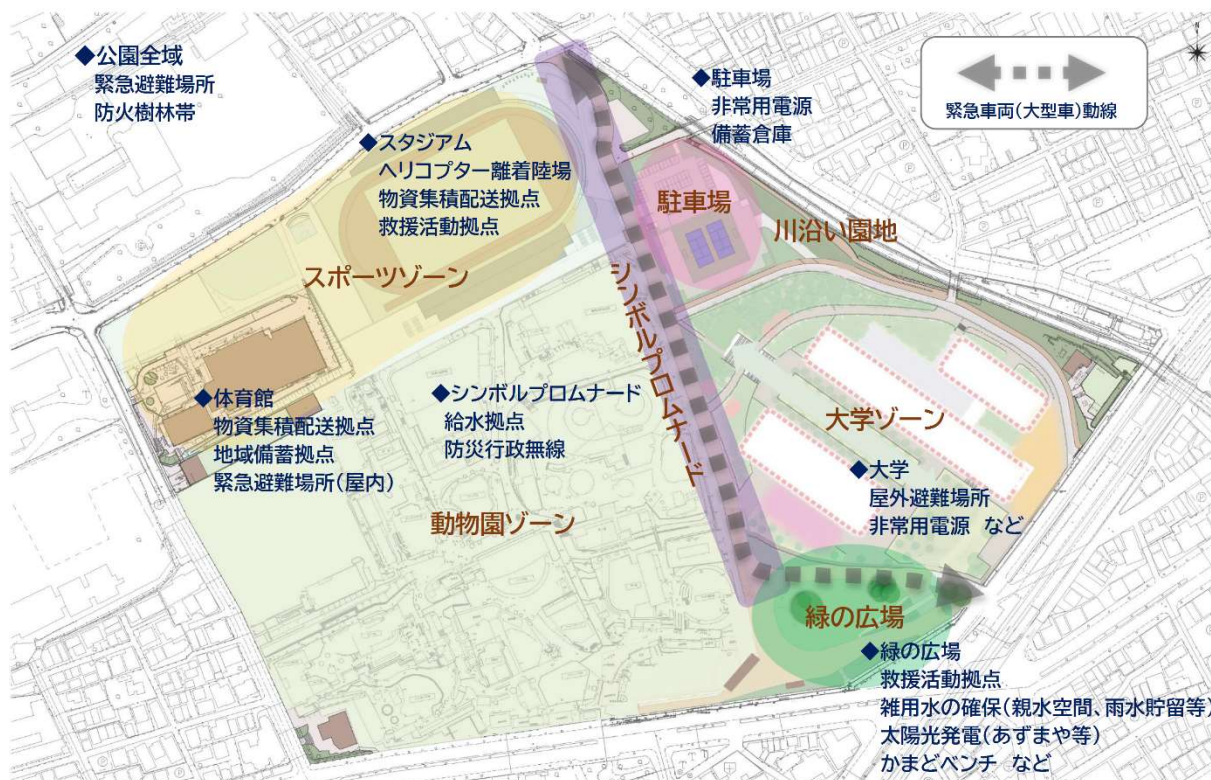 ◆公園全域
緊急避難場所
防火樹林帯
◆駐車場
非常用電源
備蓄倉庫
N
緊急車両(大型車)動線
◆スタジアム
ヘリコプター離着陸場
物資集積配送拠点
救援活動拠点
スポーツゾーン
駐車場
川沿い園地
シンボルプロムナード
◆体育館
物資集積配送拠点
地域備蓄拠点
緊急避難場所(屋内)
◆シンボルプロムナード
給水拠点
防災行政無線
大学ゾーン
◆大学
屋外避難場所
非常用電源 など
動物園ゾーン
緑の広場
◆緑の広場
救援活動拠点
雑用水の確保(親水空間、雨水貯留等)
太陽光発電(あずまや等)
かまどベンチ など